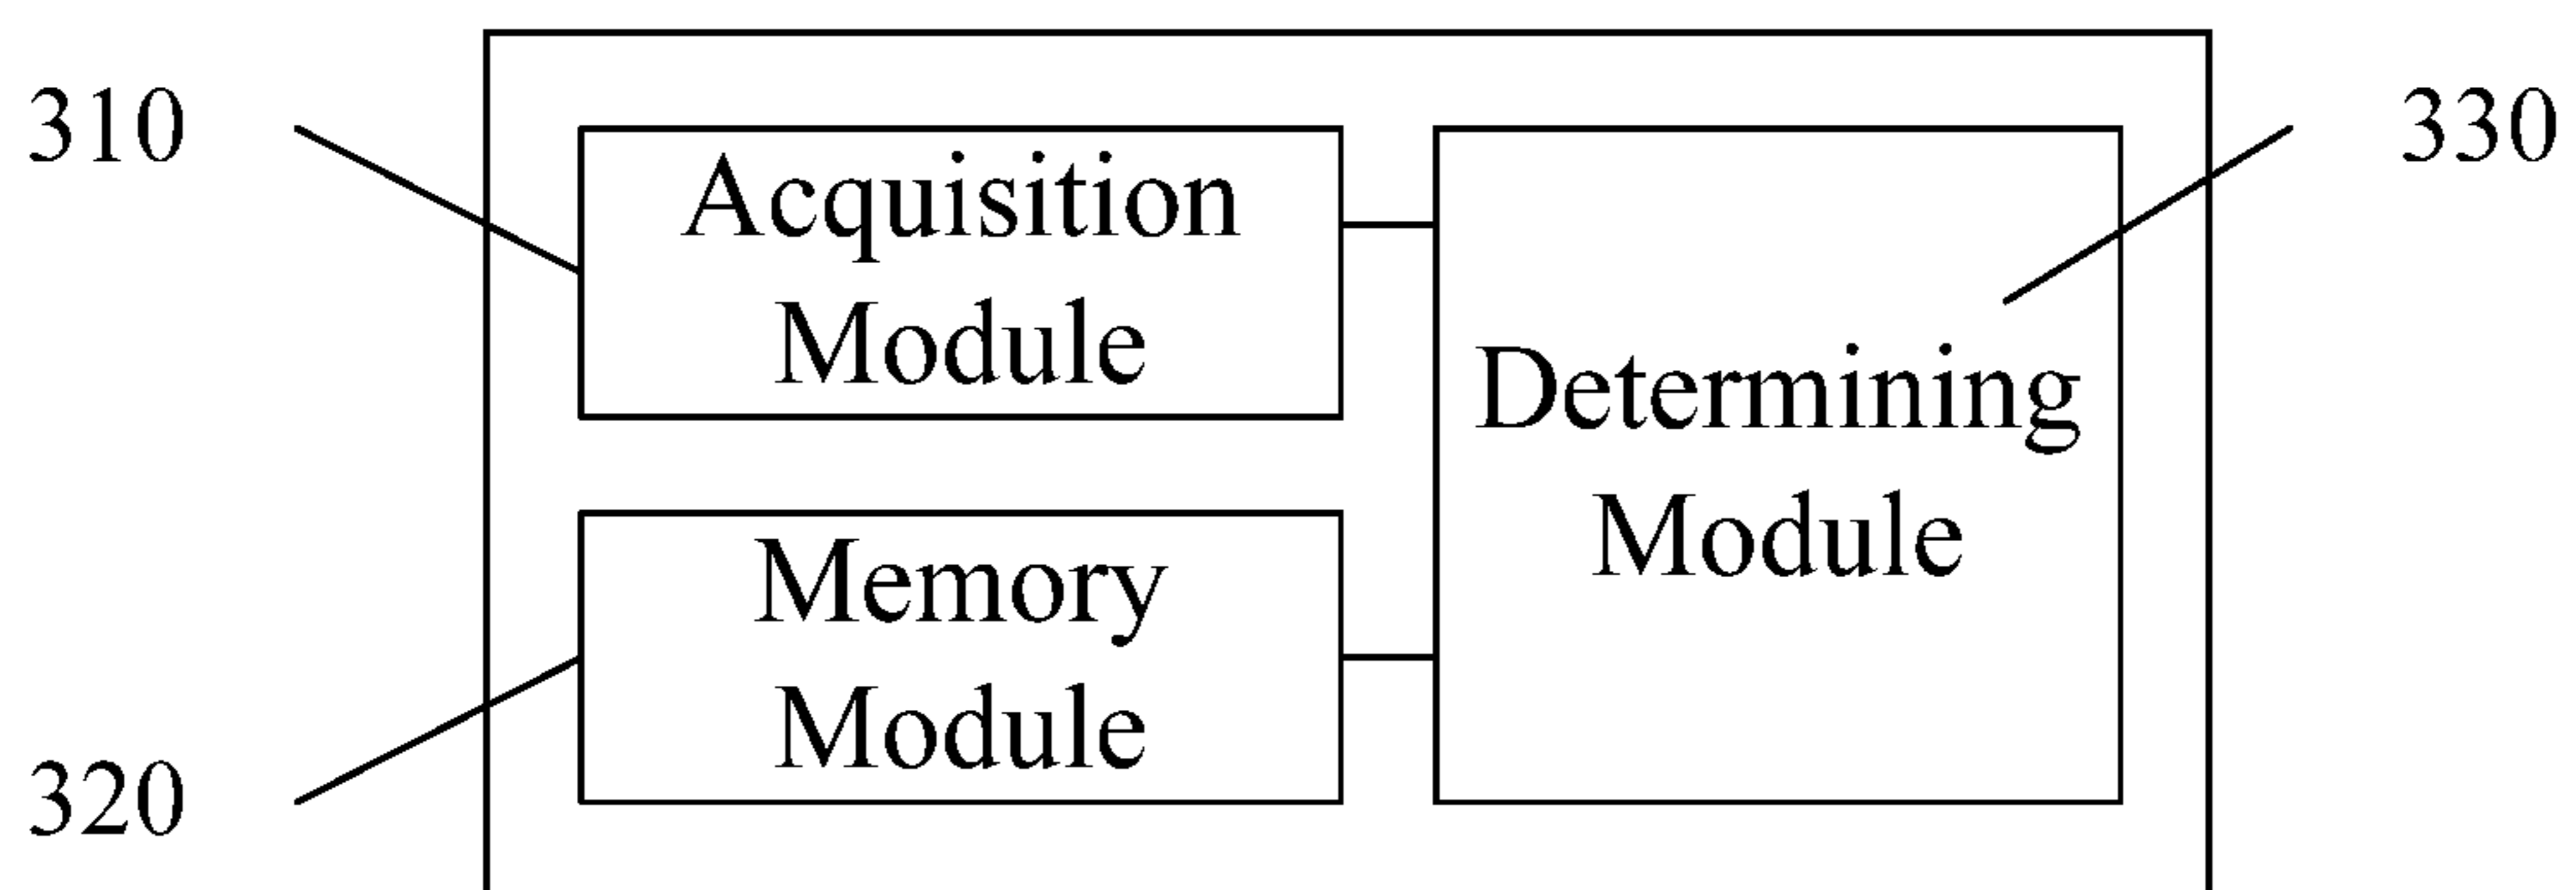 310
Acquisition
Module
330
Determining
Module
Memory
Module
320